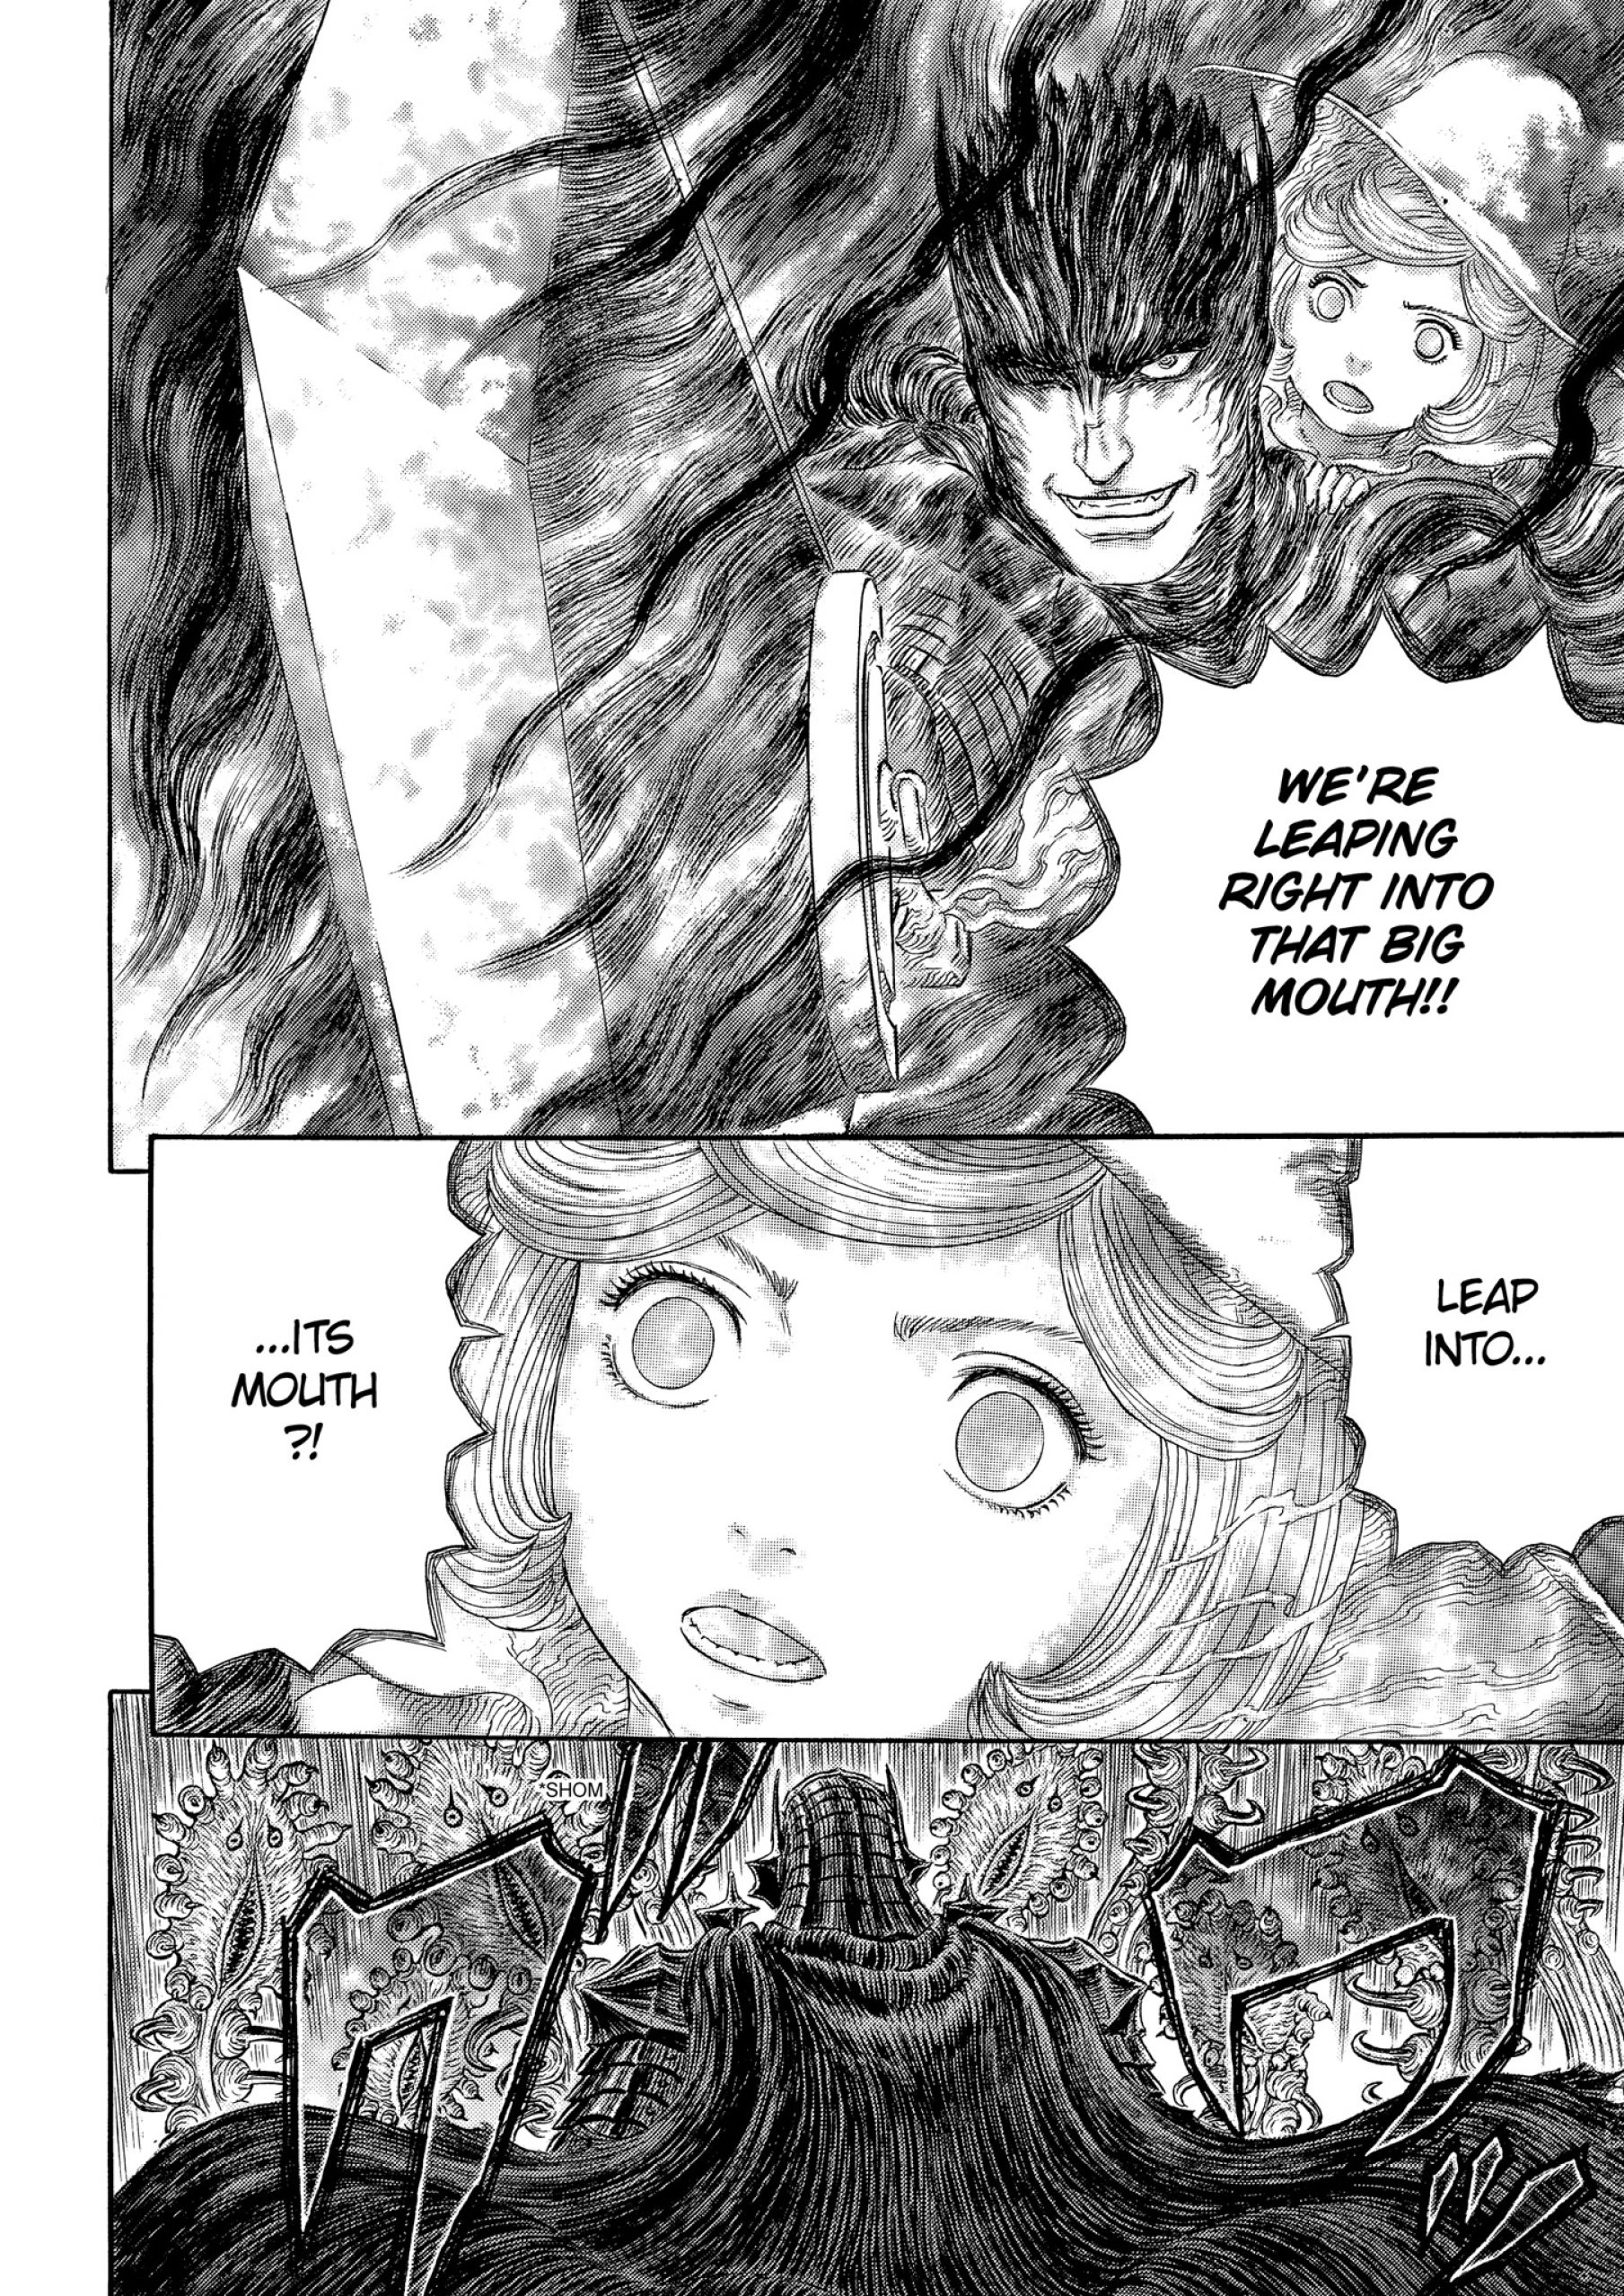 WE'RE
LEAPING
RIGHT INTO
THAT BIG
MOUTH!!
LEAP
INTO...
...ITS
MOUTH
?!
*SHOM